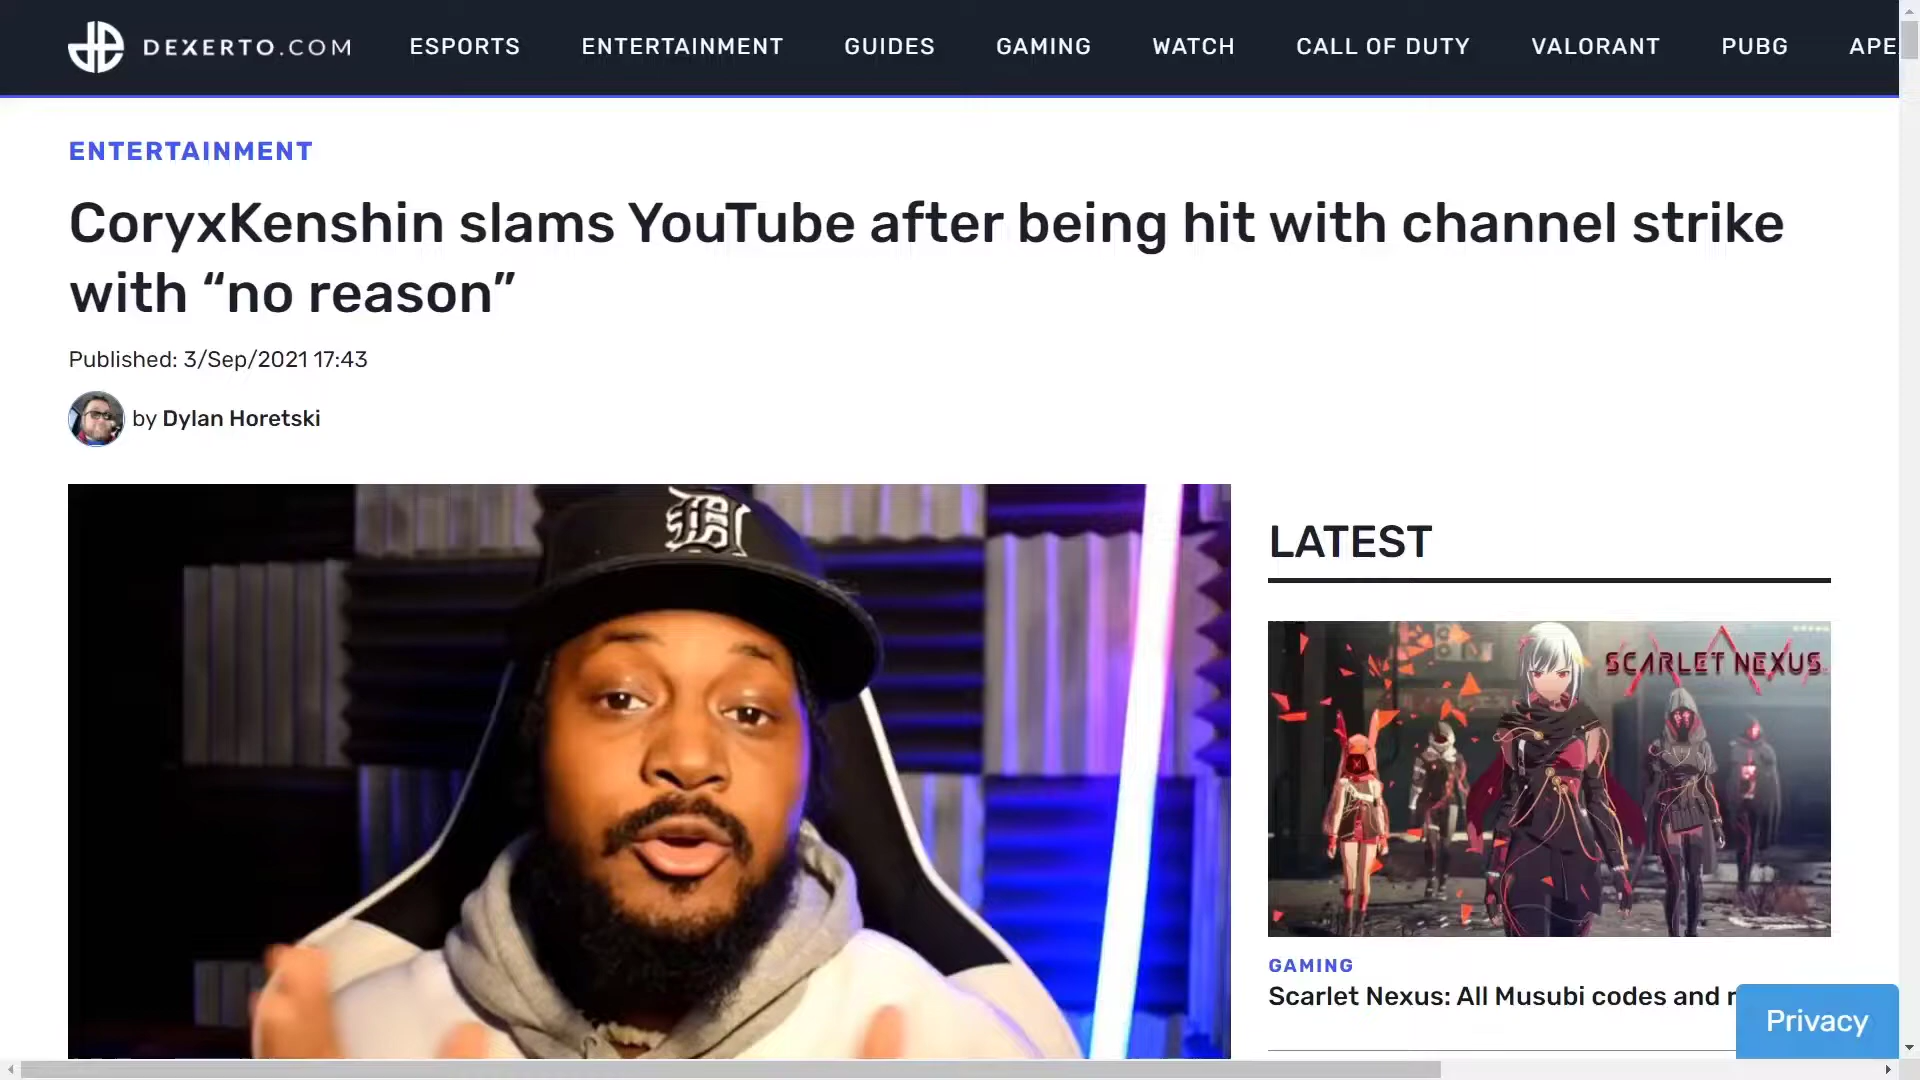 DEXERTO.COM ESPORTS ENTERTAINMENT GUIDES GAMING WATCH CALL OF DUTY VALORANT PUBG APE
ENTERTAINMENT
CoryxKenshin slams YouTube after being hit with channel strike
with “no reason”
Published: 3/Sep/2021 17:43
by Dylan Horetski
LATEST
SCARLET NEXUS
GAMING
Scarlet Nexus: All Musubi codes and r
Privacy